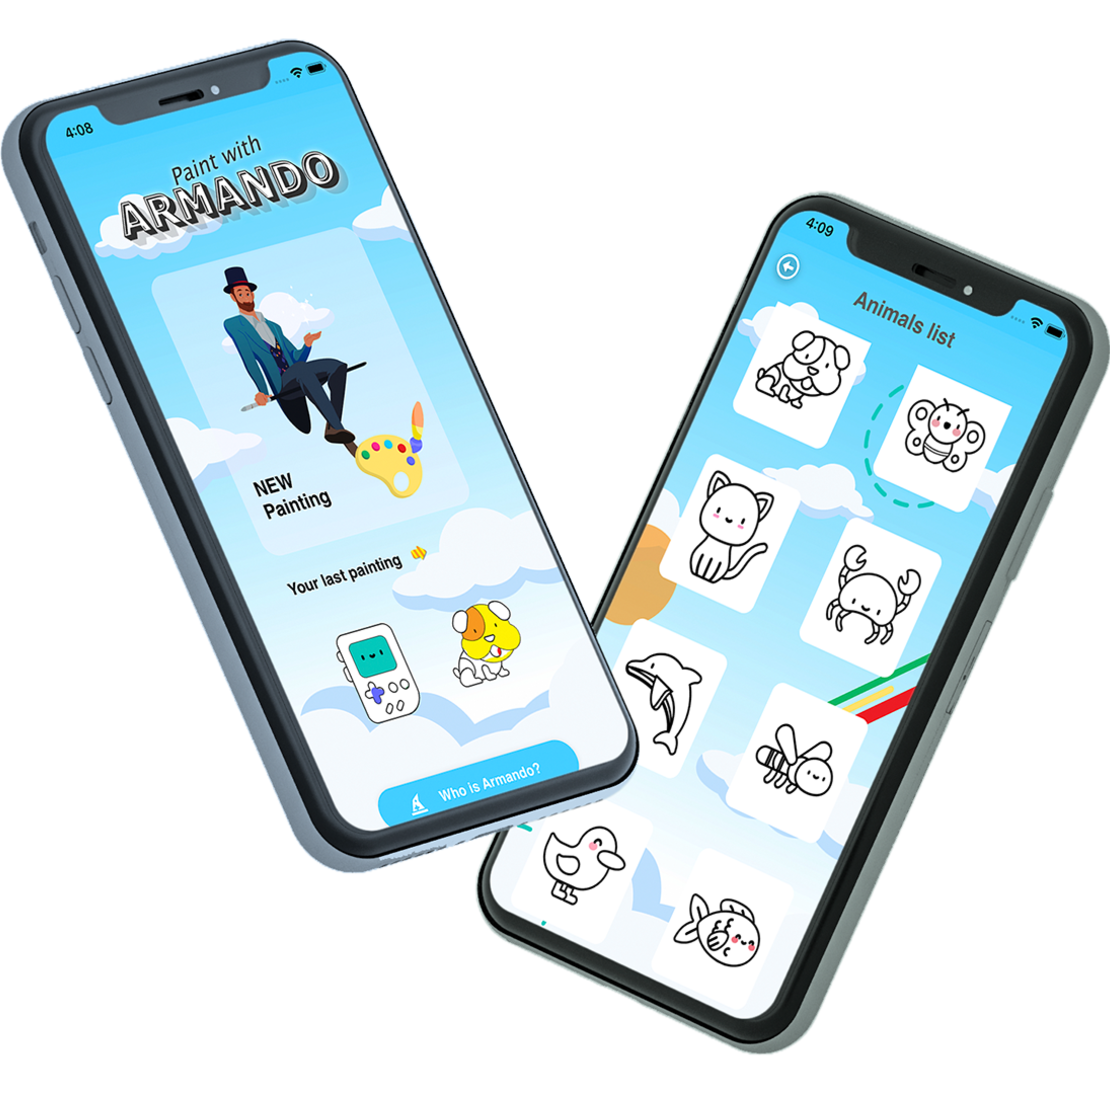 4:08
Paint with
ARMANDO
NEW
Painting
Your last painting
Who is Armando?
4:09
Animals list